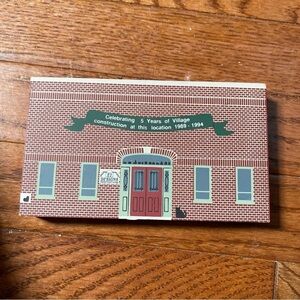 Celebrating 5 Years of Village
construction at this location 1989 - 1994